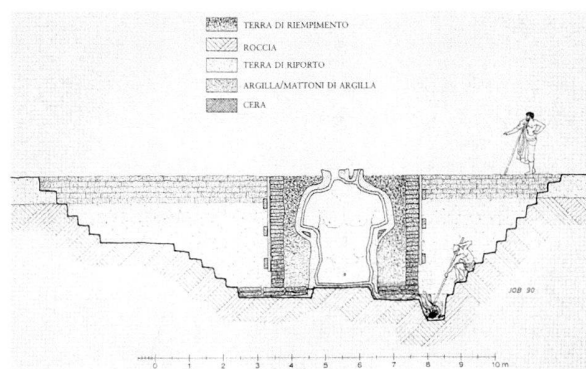 TERRA DI RIEMPIMENTO
ROCCIA
TERRA DI RIPORTO
ARGILLA/MATTONI DI ARGILLA
CERA
JOB 90
0 1 2 3 4 5 6 7 8 9 10 m